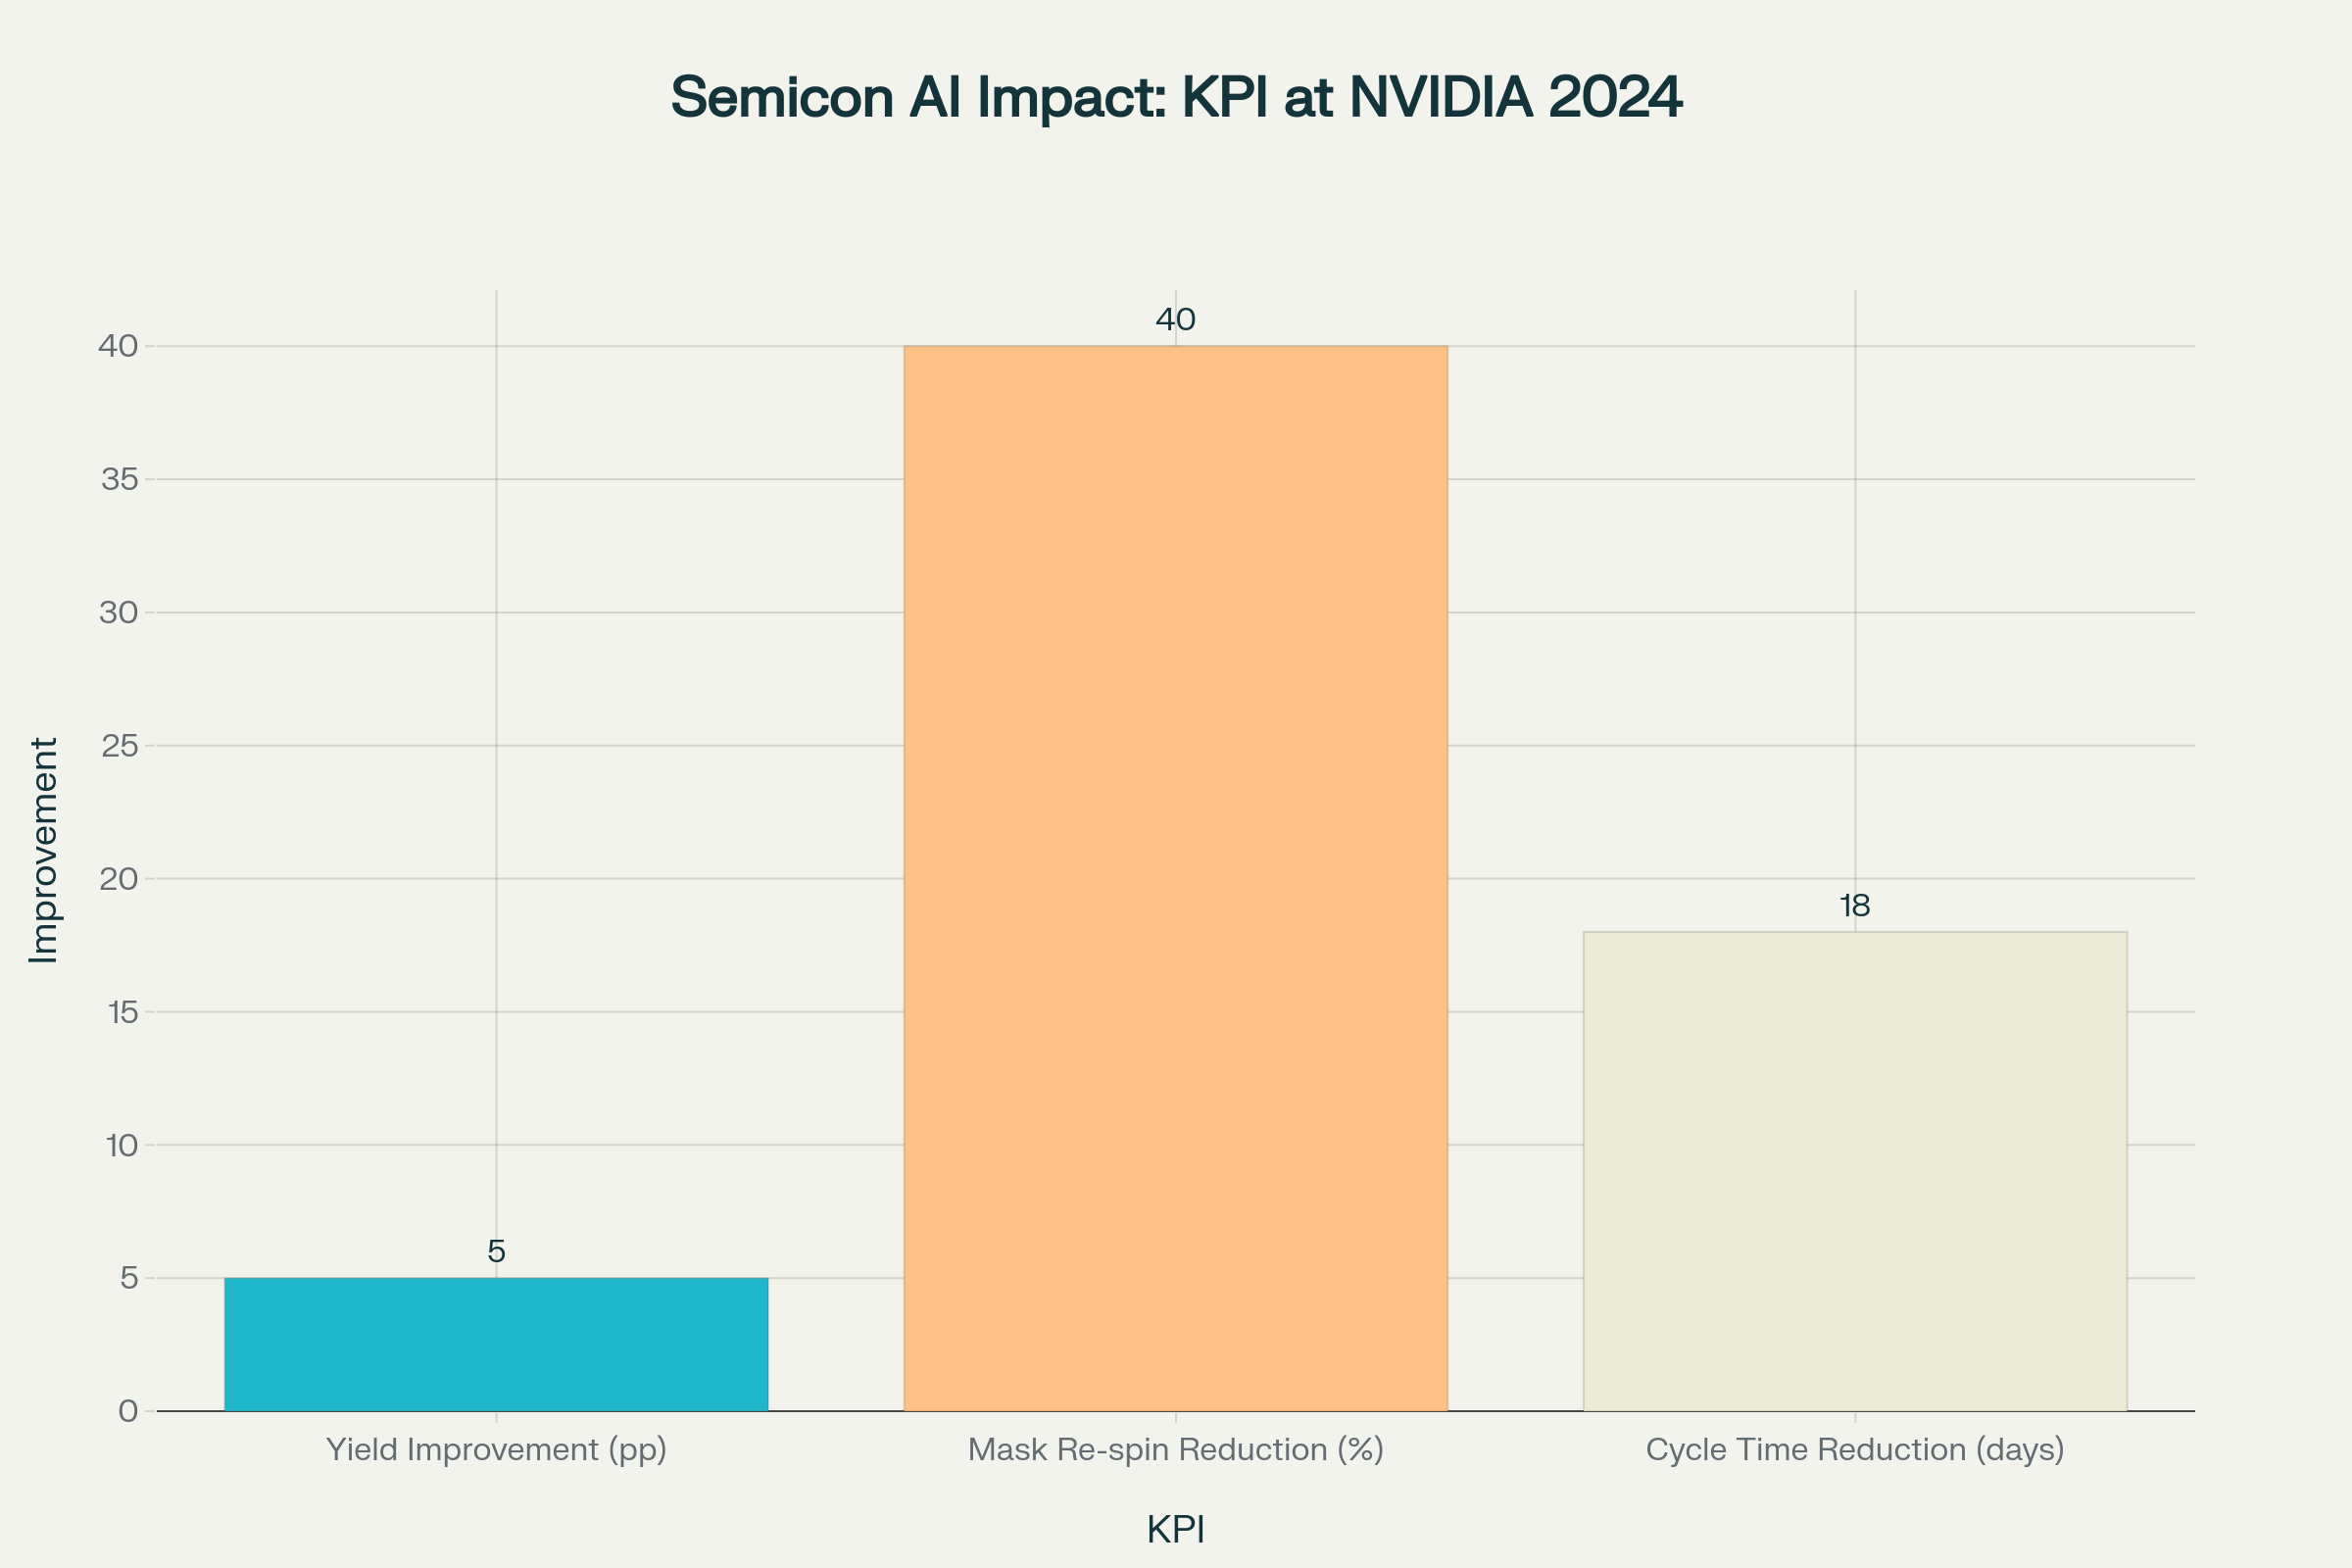 Semicon AI Impact: KPI at NVIDIA 2024
Improvement
40
35
30
25
20
15
10
5
0
5
40
18
Yield Improvement (pp)
Mask Re-spin Reduction (%)
Cycle Time Reduction (days)
KPI